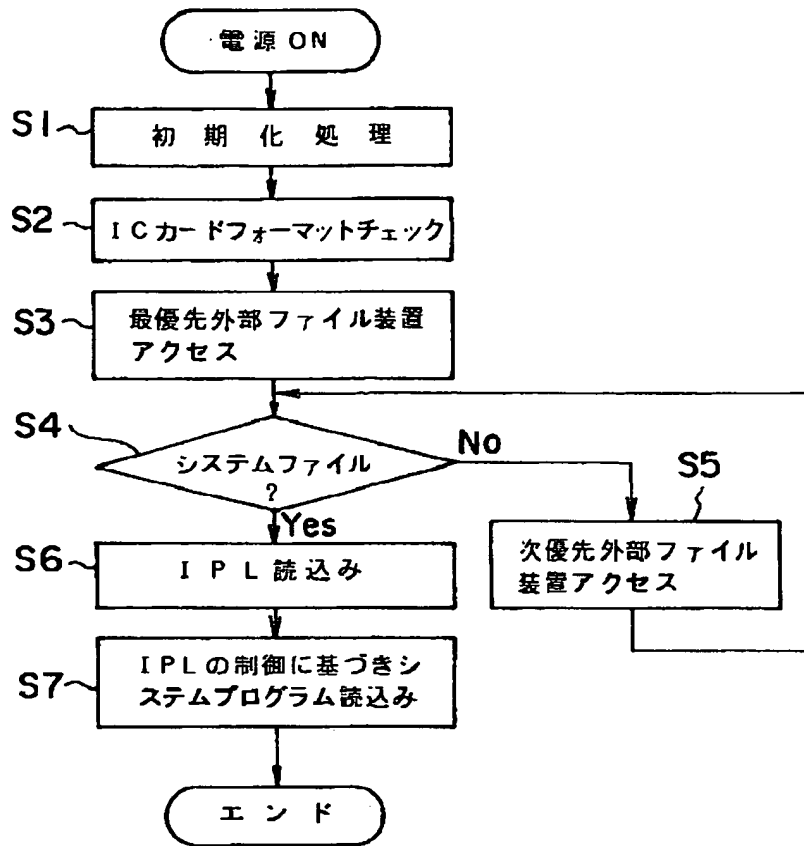 電源ON
S1
初期化処理
S2
ICカードフォーマットチェック
S3
最優先外部ファイル装置
アクセス
S4
システムファイル
?
No
S5
次優先外部ファイル
装置アクセス
Yes
S6
IPL読込み
S7
IPLの制御に基づきシ
ステムプログラム読込み
エンド